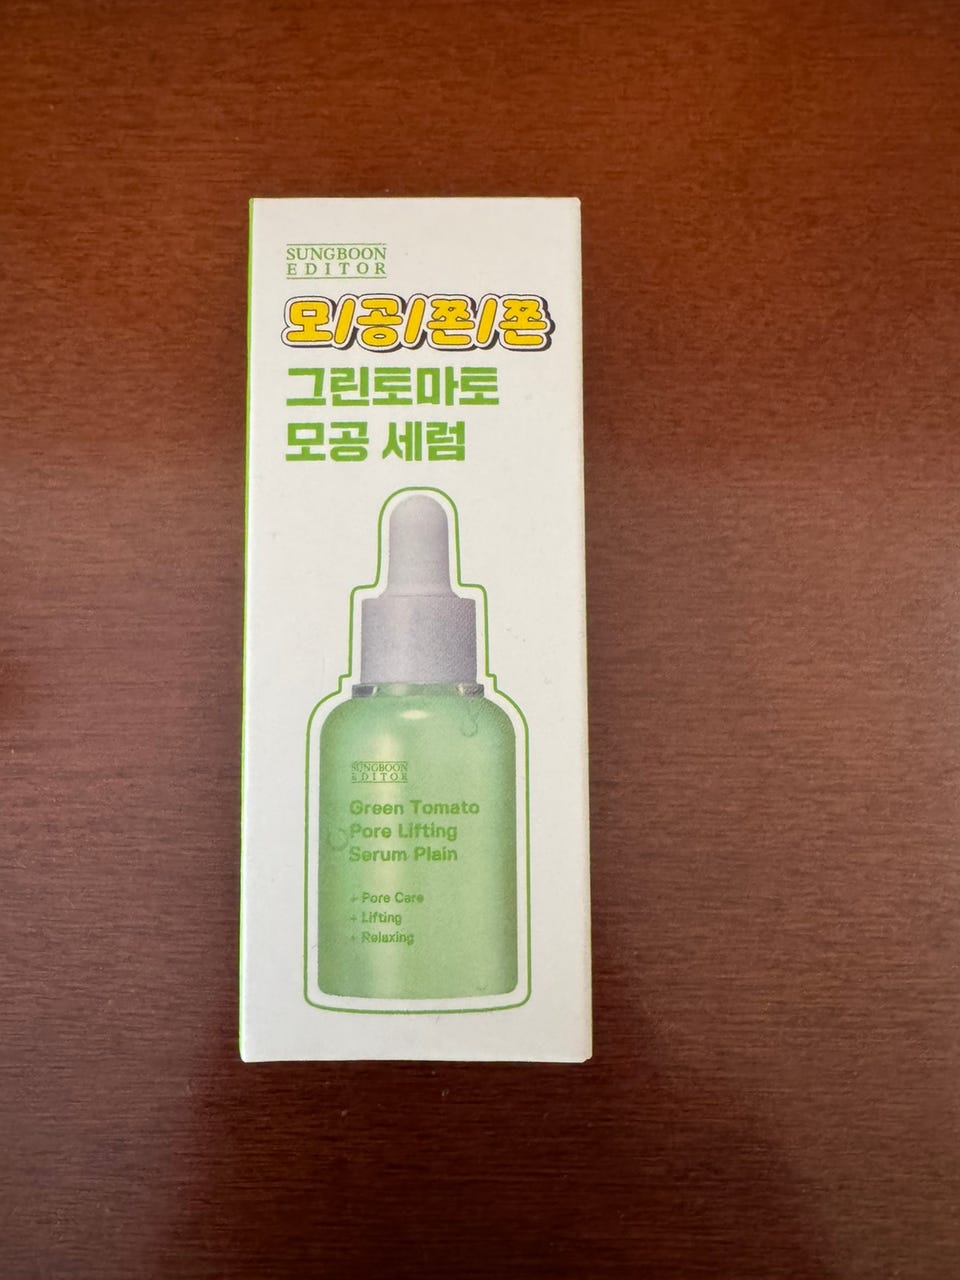 SUNGBOON
EDITOR
모/공/쫀/쫀
그린토마토
모공 세럼
SUNGBOON
EDITOR
Green Tomato
Pore Lifting
Serum Plain
+ Pore Care
+ Lifting
+ Relaxing